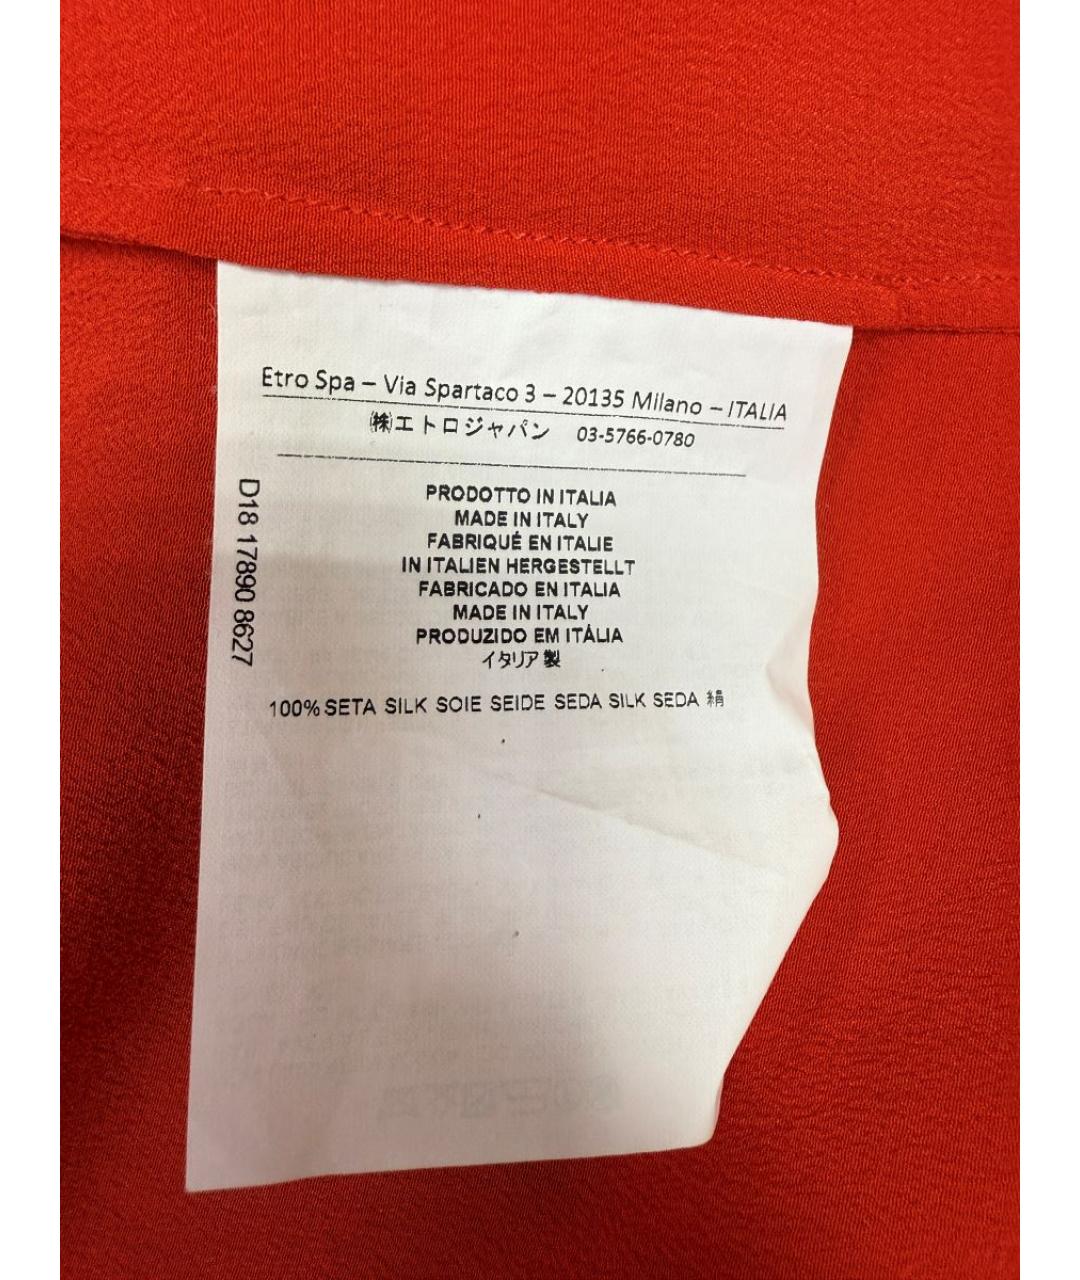 Etro Spa – Via Spartaco 3 – 20135 Milano – ITALIA
㈱エトロジャパン 03-5766-0780
PRODOTTO IN ITALIA
MADE IN ITALY
FABRIQUÉ EN ITALIE
IN ITALIEN HERGESTELLT
FABRICADO EN ITALIA
MADE IN ITALY
PRODUZIDO EM ITÁLIA
イタリア製
100% SETA SILK SOIE SEIDE SEDA SILK SEDA 絹
D18 17890 8627